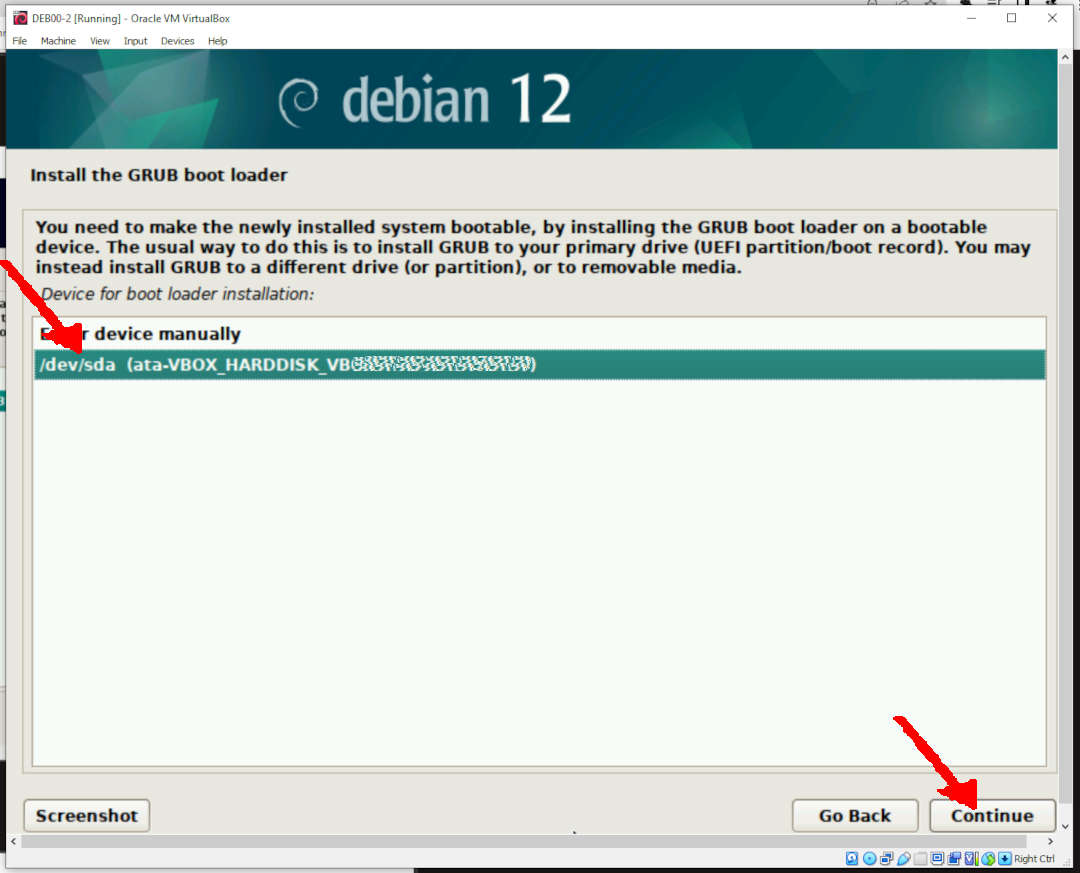 DEB00-2 [Running] - Oracle VM VirtualBox
File Machine View Input Devices Help
debian 12
Install the GRUB boot loader
You need to make the newly installed system bootable, by installing the GRUB boot loader on a bootable
device. The usual way to do this is to install GRUB to your primary drive (UEFI partition/boot record). You may
instead install GRUB to a different drive (or partition), or to removable media.
Device for boot loader installation:
device manually
/dev/sda (ata-VBOX_HARDDISK_VB
Screenshot
Go Back
Continue
Right Ctrl